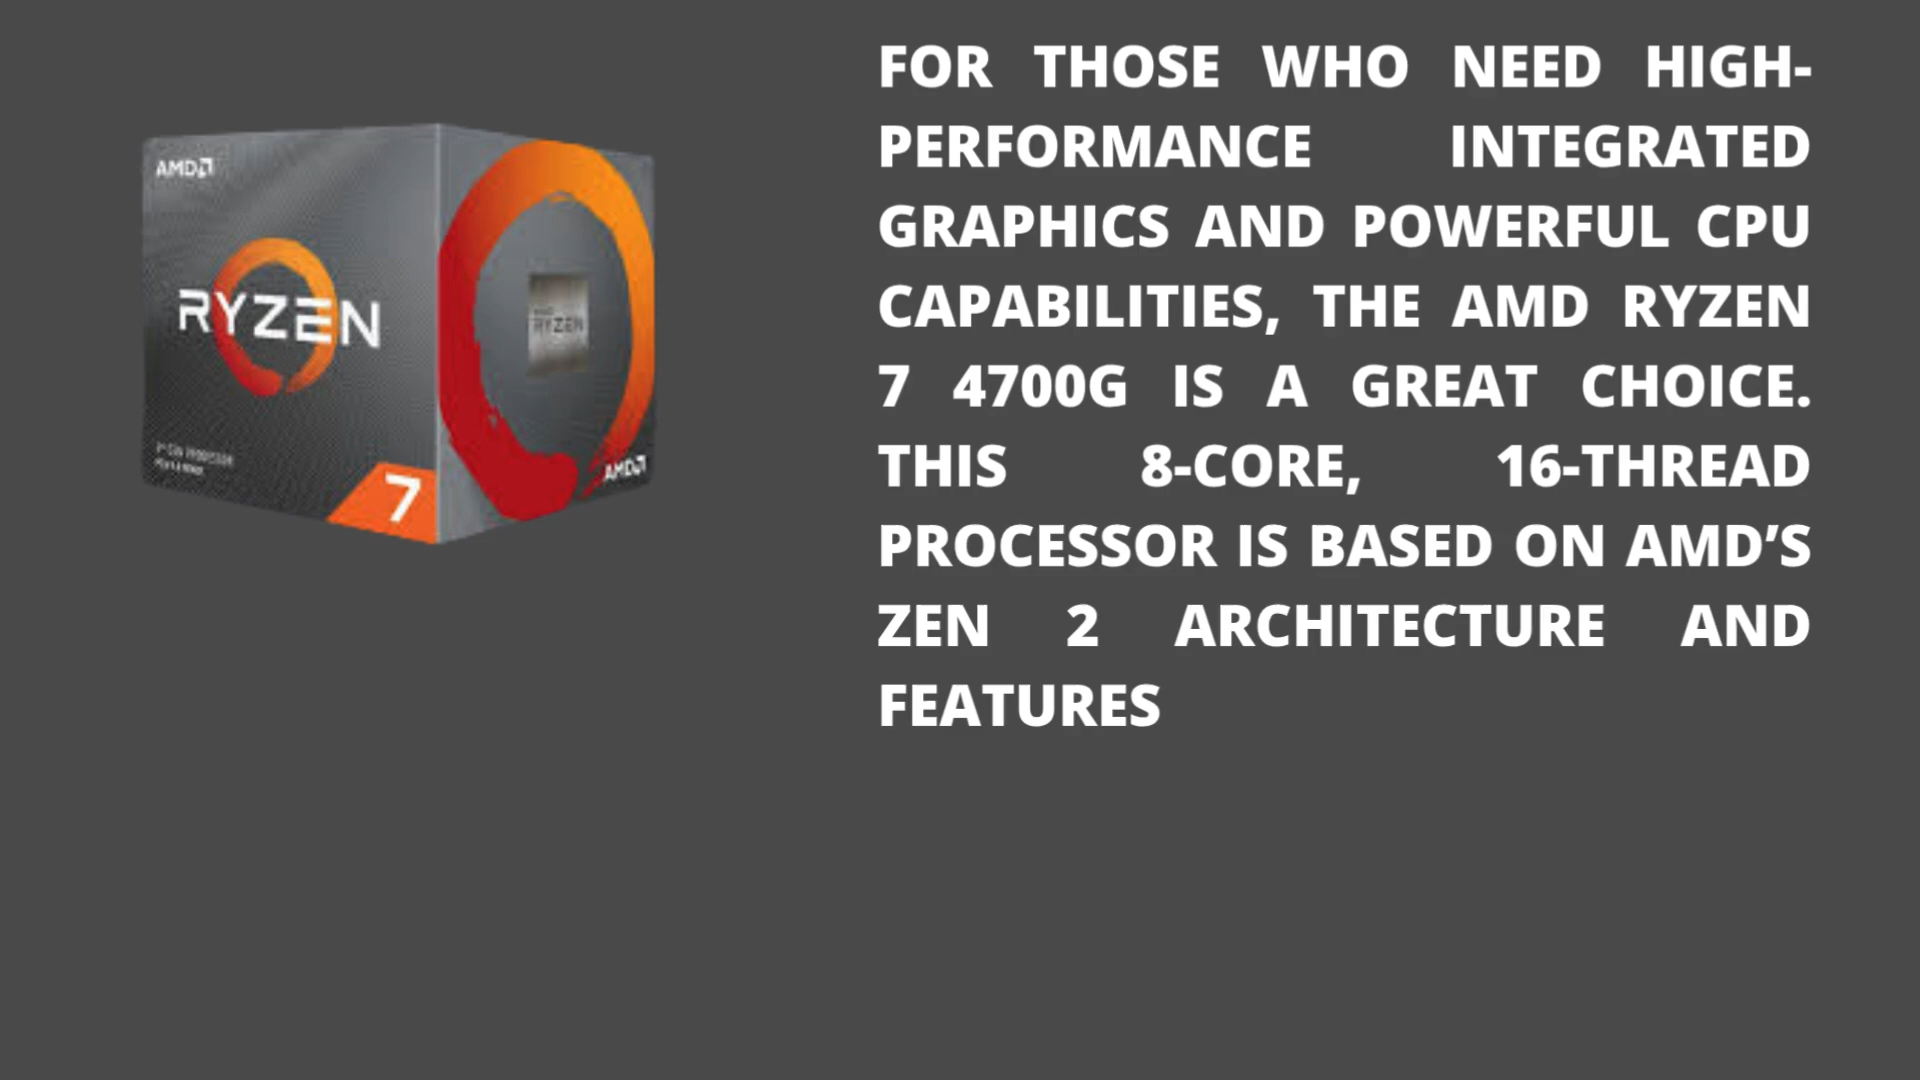 AMD
RYZEN
7
AMD
RYZEN
AMD
FOR THOSE WHO NEED HIGH-
PERFORMANCE INTEGRATED
GRAPHICS AND POWERFUL CPU
CAPABILITIES, THE AMD RYZEN
7 4700G IS A GREAT CHOICE.
THIS 8-CORE, 16-THREAD
PROCESSOR IS BASED ON AMD’S
ZEN 2 ARCHITECTURE AND
FEATURES